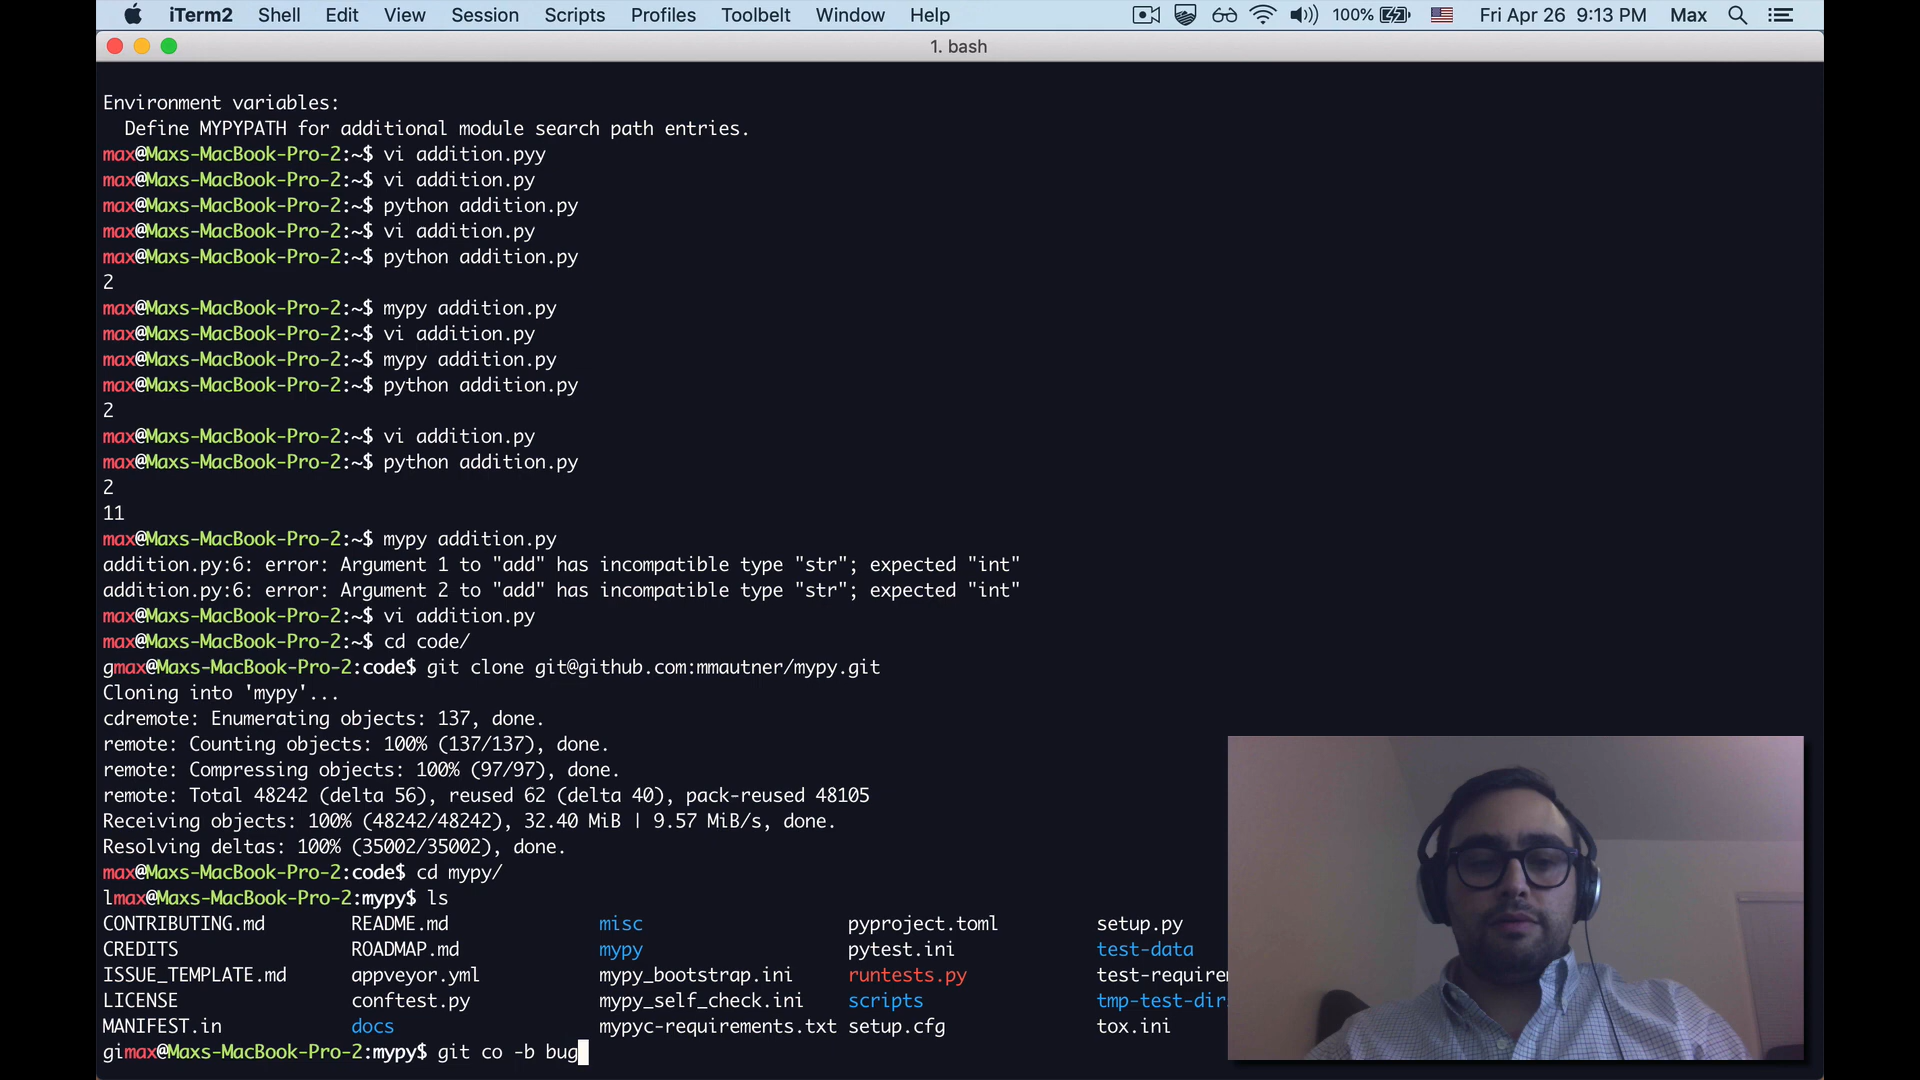 iTerm2 Shell Edit View Session Scripts Profiles Toolbelt Window Help 100% Fri Apr 26 9:13 PM Max
1. bash
Environment variables:
Define MYPYPATH for additional module search path entries.
max@Maxs-MacBook-Pro-2:~$ vi addition.pyy
max@Maxs-MacBook-Pro-2:~$ vi addition.py
max@Maxs-MacBook-Pro-2:~$ python addition.py
max@Maxs-MacBook-Pro-2:~$ vi addition.py
max@Maxs-MacBook-Pro-2:~$ python addition.py
2
max@Maxs-MacBook-Pro-2:~$ mypy addition.py
max@Maxs-MacBook-Pro-2:~$ vi addition.py
max@Maxs-MacBook-Pro-2:~$ mypy addition.py
max@Maxs-MacBook-Pro-2:~$ python addition.py
2
max@Maxs-MacBook-Pro-2:~$ vi addition.py
max@Maxs-MacBook-Pro-2:~$ python addition.py
2
11
max@Maxs-MacBook-Pro-2:~$ mypy addition.py
addition.py:6: error: Argument 1 to "add" has incompatible type "str"; expected "int"
addition.py:6: error: Argument 2 to "add" has incompatible type "str"; expected "int"
max@Maxs-MacBook-Pro-2:~$ vi addition.py
max@Maxs-MacBook-Pro-2:~$ cd code/
gmax@Maxs-MacBook-Pro-2:code$ git clone git@github.com:mmautner/mypy.git
Cloning into 'mypy'...
cdremote: Enumerating objects: 137, done.
remote: Counting objects: 100% (137/137), done.
remote: Compressing objects: 100% (97/97), done.
remote: Total 48242 (delta 56), reused 62 (delta 40), pack-reused 48105
Receiving objects: 100% (48242/48242), 32.40 MiB | 9.57 MiB/s, done.
Resolving deltas: 100% (35002/35002), done.
max@Maxs-MacBook-Pro-2:code$ cd mypy/
lmax@Maxs-MacBook-Pro-2:mypy$ ls
CONTRIBUTING.md README.md misc pyproject.toml setup.py
CREDITS ROADMAP.md mypy pytest.ini test-data
ISSUE_TEMPLATE.md appveyor.yml mypy_bootstrap.ini runtests.py test-requirem
LICENSE conftest.py mypy_self_check.ini scripts tmp-test-dir
MANIFEST.in docs mypyc-requirements.txt setup.cfg tox.ini
gimax@Maxs-MacBook-Pro-2:mypy$ git co -b bug